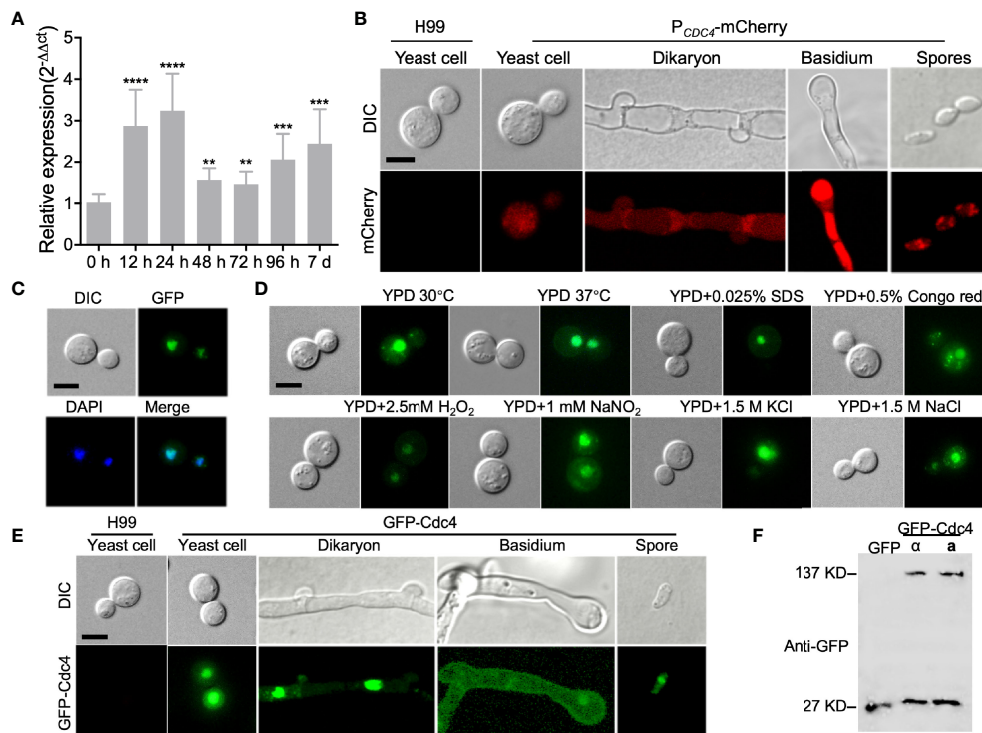 A
Relative expression(2-ΔΔct)
5
4
3
2
1
0
**** **** ** ** *** ***
0 h 12 h 24 h 48 h 72 h 96 h 7 d
B
H99 PCDC4-mCherry
Yeast cell Yeast cell Dikaryon Basidium Spores
DIC
mCherry
C
DIC GFP
DAPI Merge
D
YPD 30°C YPD 37°C YPD+0.025% SDS YPD+0.5% Congo red
YPD+2.5mM H2O2 YPD+1 mM NaNO2 YPD+1.5 M KCl YPD+1.5 M NaCl
E
H99 GFP-Cdc4
Yeast cell Yeast cell Dikaryon Basidium Spore
DIC
GFP-Cdc4
F
GFP-Cdc4
GFP α a
137 KD
Anti-GFP
27 KD